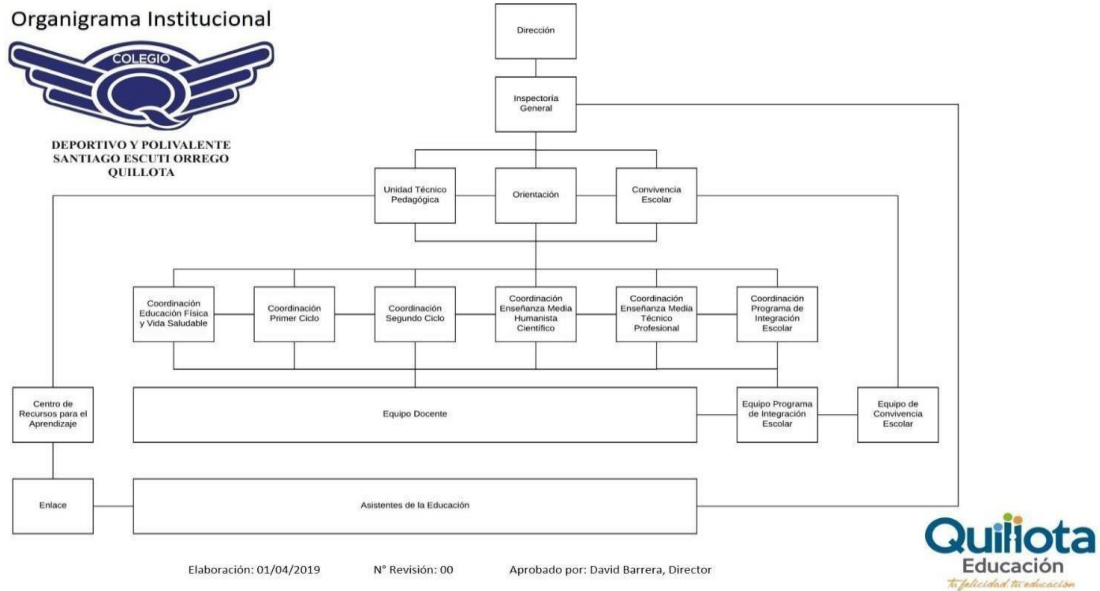 Organigrama Institucional
COLEGIO
DEPORTIVO Y POLIVALENTE
SANTIAGO ESCUTI ORREGO
QUILLOTA
Dirección
Inspectoría
General
Unidad Técnico
Pedagógica
Orientación
Convivencia
Escolar
Coordinación
Educación Física
y Vida Saludable
Coordinación
Primer Ciclo
Coordinación
Segundo Ciclo
Coordinación
Enseñanza Media
Humanista
Científico
Coordinación
Enseñanza Media
Técnico
Profesional
Coordinación
Programa de
Integración
Escolar
Centro de
Recursos para el
Aprendizaje
Equipo Docente
Equipo Programa
de Integración
Escolar
Equipo de
Convivencia
Escolar
Enlace
Asistentes de la Educación
Elaboración: 01/04/2019 N° Revisión: 00 Aprobado por: David Barrera, Director
Quillota
Educación
Tu felicidad, tu educación